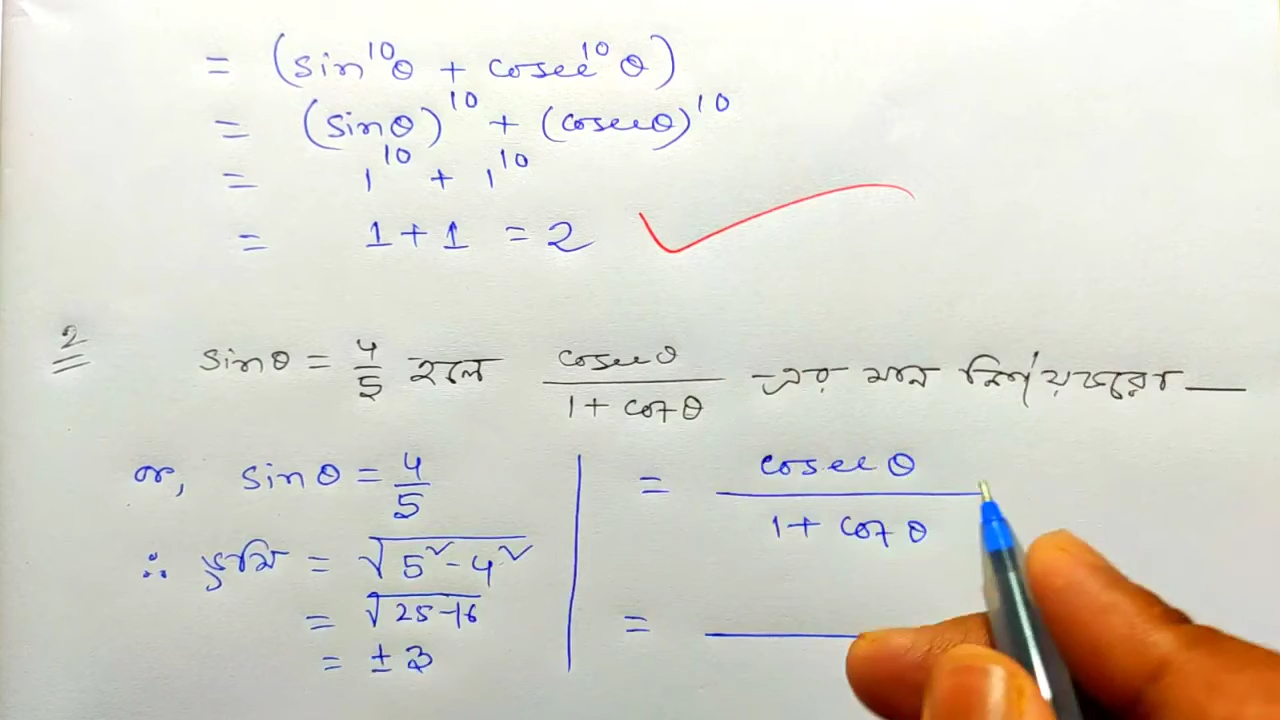 = (sin¹⁰θ + cosec¹⁰θ)
= (sinθ)¹⁰ + (cosecθ)¹⁰
= 1¹⁰ + 1¹⁰
= 1+1 = 2
2 sinθ = 4/5 হলে cosecθ / 1+cotθ -এর মান নির্ণয় করো —
or, sinθ = 4/5
∴ ভূমি = √5²-4²
= √25-16
= ±3
= cosecθ / 1+cotθ
=